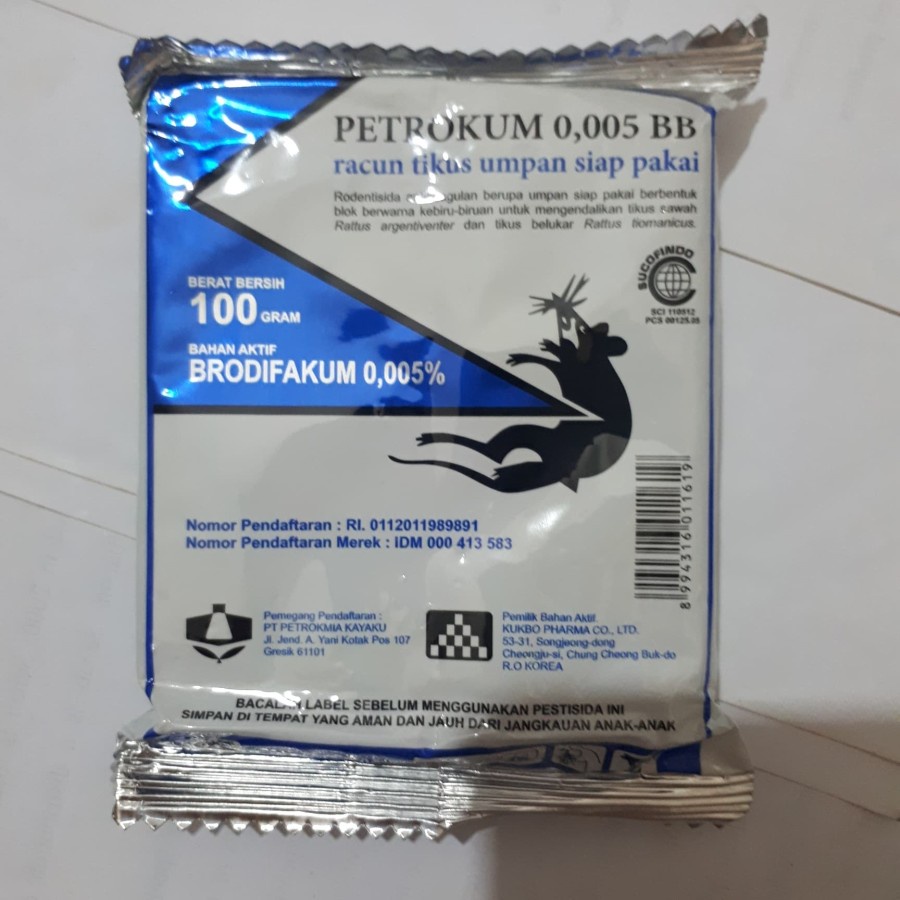 PETROKUM 0,005 BB
racun tikus umpan siap pakai
Rodentisida berupa umpan siap pakai berbentuk
blok berwarna kebiru-biruan untuk mengendalikan tikus sawah
Rattus argentiventer dan tikus belukar Rattus tiomanicus.
SUCOFINDO
SCI 110512
BERAT BERSIH
100 GRAM
BAHAN AKTIF
BRODIFAKUM 0,005%
8994316011619
Nomor Pendaftaran : RI. 0112011989891
Nomor Pendaftaran Merek : IDM 000 413 583
Pemegang Pendaftaran :
PT PETROKMIA KAYAKU
Jl. Jend. A. Yani Kotak Pos 107
Gresik 61101
Pemilik Bahan Aktif.
KUKBO PHARMA CO., LTD.
53-31, Songjeong-dong
Cheongju-si, Chung Cheong Buk-do
R.O KOREA
BACALAH LABEL SEBELUM MENGGUNAKAN PESTISIDA INI
SIMPAN DI TEMPAT YANG AMAN DAN JAUH DARI JANGKAUAN ANAK-ANAK